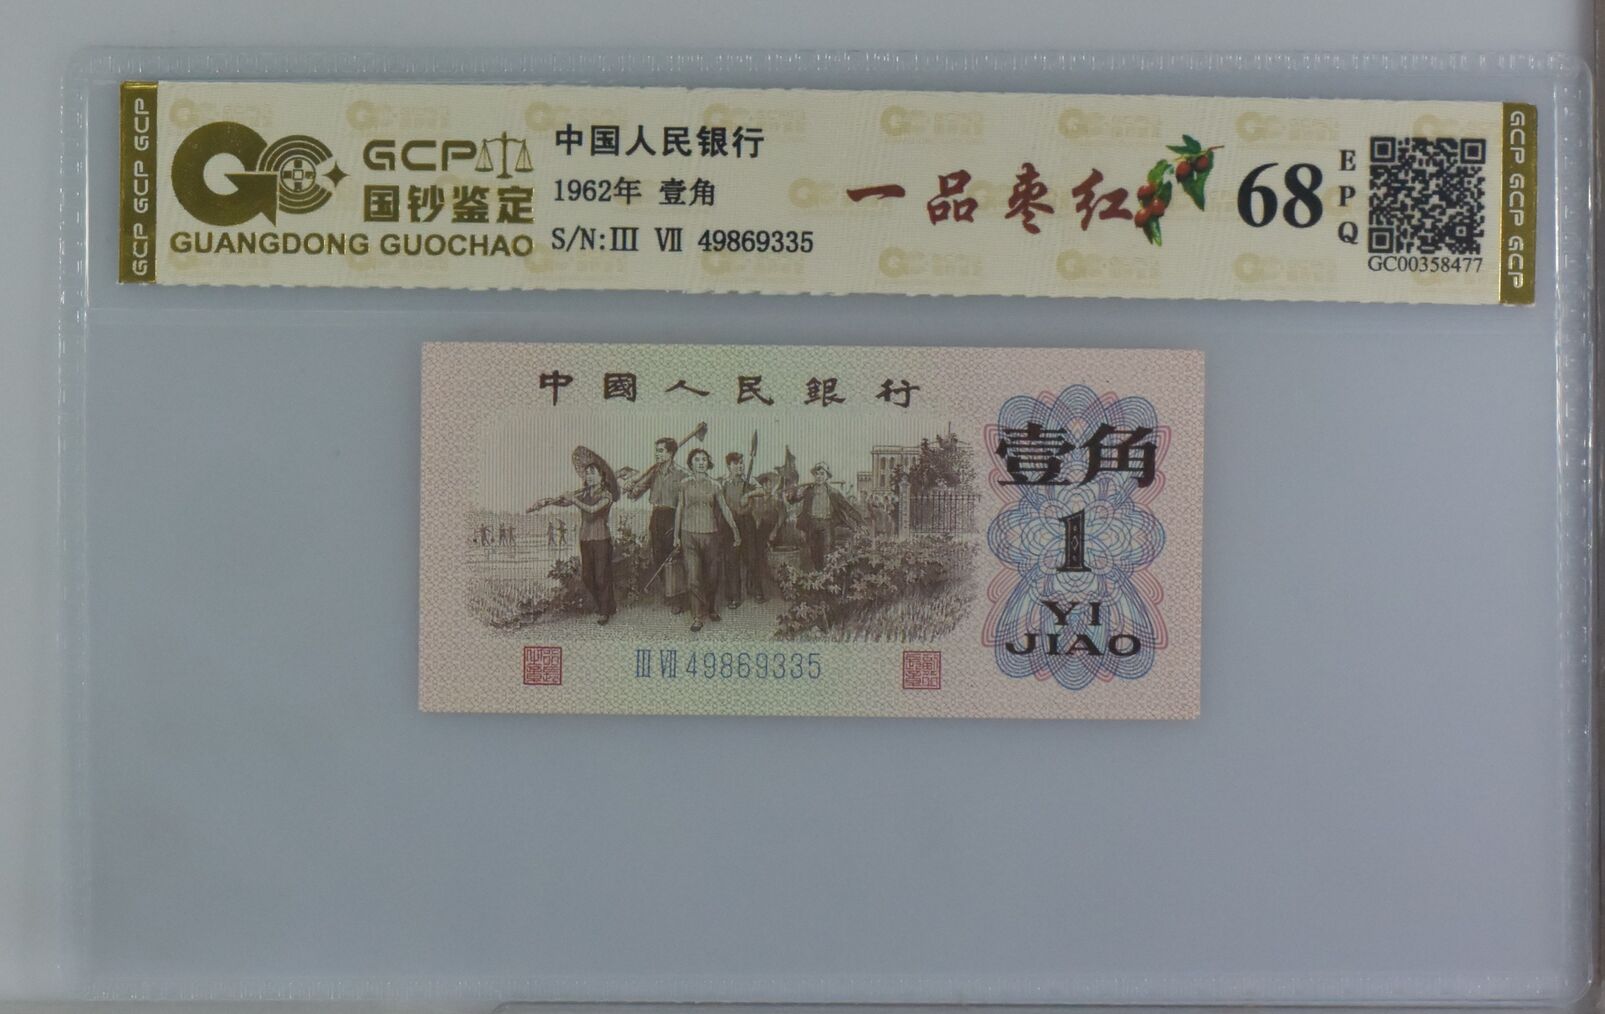 GCP GCP GCP
GCP
国钞鉴定
GUANGDONG GUOCHAO
中国人民银行
1962年 壹角
S/N:Ⅲ Ⅶ 49869335
一品枣红
68
EPQ
GC00358477
GCP GCP GCP
中國人民銀行
壹角
1
YI
JIAO
Ⅲ Ⅶ 49869335